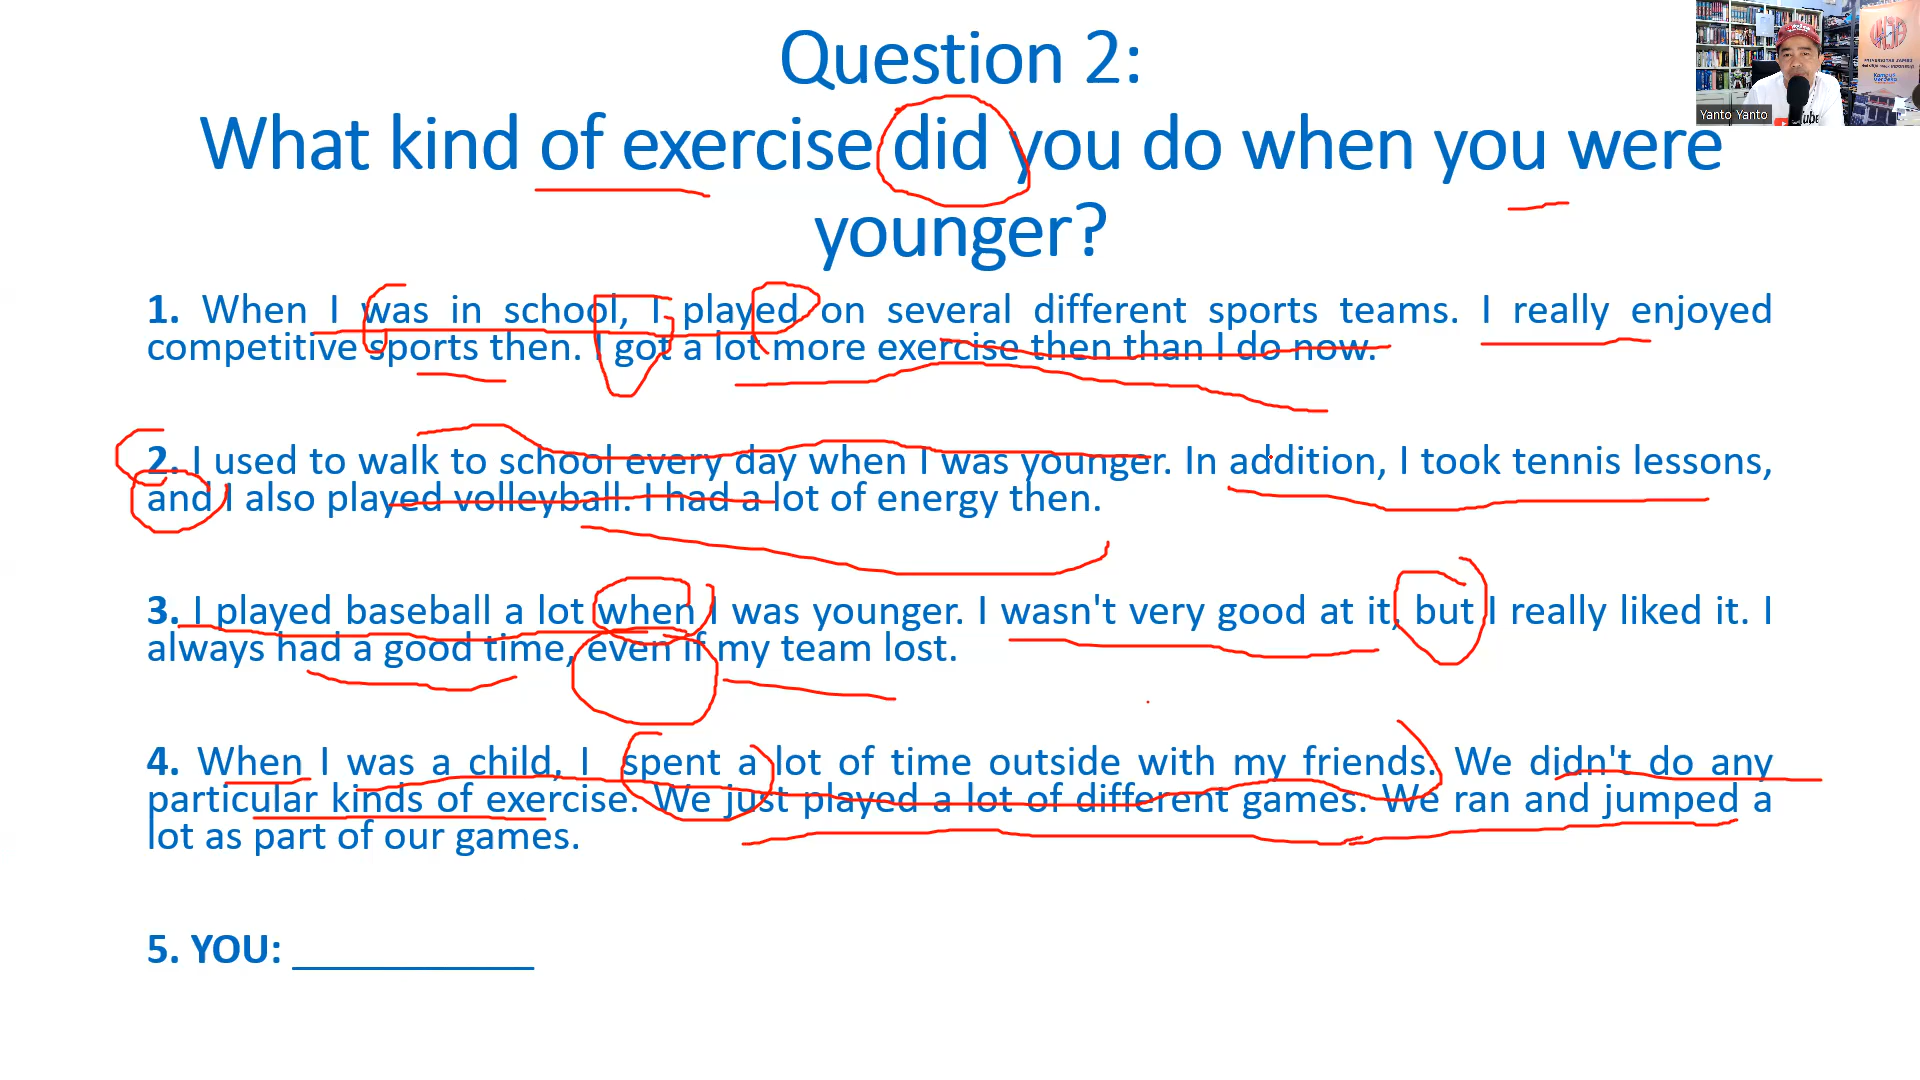 Question 2:
What kind of exercise did you do when you were
younger?
1. When I was in school, I played on several different sports teams. I really enjoyed
competitive sports then. I got a lot more exercise then than I do now.
2. I used to walk to school every day when I was younger. In addition, I took tennis lessons,
and I also played volleyball. I had a lot of energy then.
3. I played baseball a lot when I was younger. I wasn't very good at it, but I really liked it. I
always had a good time, even if my team lost.
4. When I was a child, I spent a lot of time outside with my friends. We didn't do any
particular kinds of exercise. We just played a lot of different games. We ran and jumped a
lot as part of our games.
5. YOU: ___________
Yanto Yanto